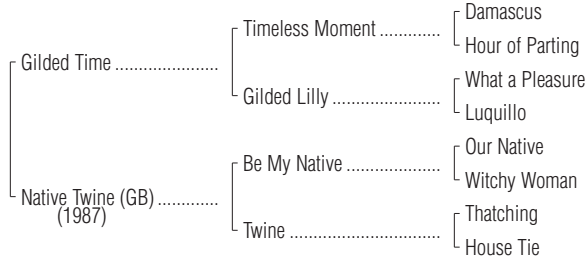 Damascus
Timeless Moment .............
Hour of Parting
Gilded Time ......................
What a Pleasure
Gilded Lilly .......................
Luquillo
Our Native
Be My Native ....................
Witchy Woman
Native Twine (GB) .............
(1987)
Thatching
Twine ................................
House Tie